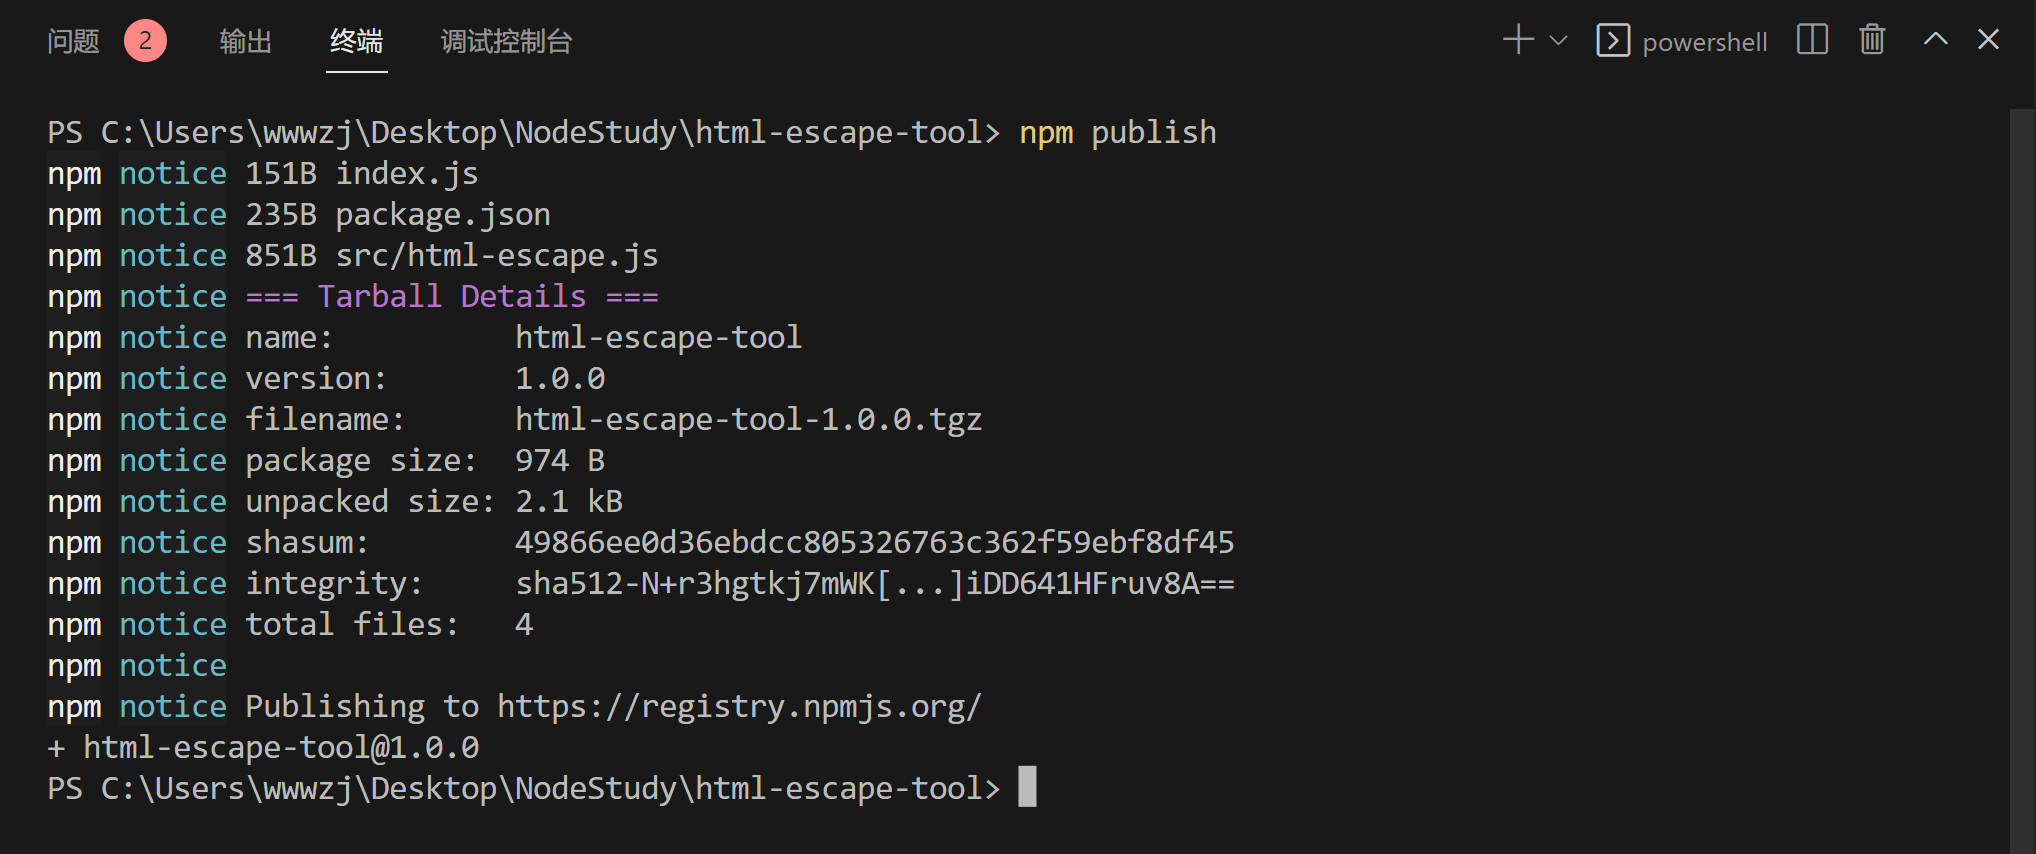 问题 2 输出 终端 调试控制台 powershell
PS C:\Users\wwwzj\Desktop\NodeStudy\html-escape-tool> npm publish
npm notice 151B index.js
npm notice 235B package.json
npm notice 851B src/html-escape.js
npm notice === Tarball Details ===
npm notice name:          html-escape-tool
npm notice version:       1.0.0
npm notice filename:      html-escape-tool-1.0.0.tgz
npm notice package size:  974 B
npm notice unpacked size: 2.1 kB
npm notice shasum:        49866ee0d36ebdcc805326763c362f59ebf8df45
npm notice integrity:     sha512-N+r3hgtkj7mWK[...]iDD641HFruv8A==
npm notice total files:   4
npm notice
npm notice Publishing to https://registry.npmjs.org/
+ html-escape-tool@1.0.0
PS C:\Users\wwwzj\Desktop\NodeStudy\html-escape-tool>